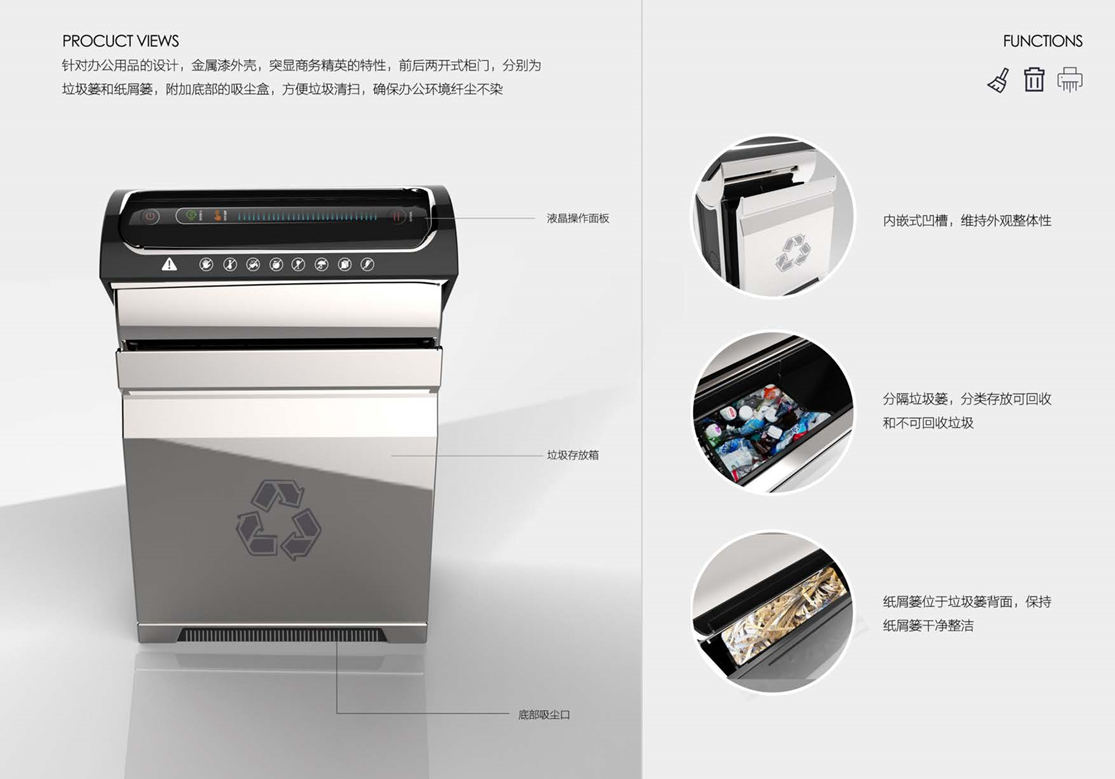 PROCUCT VIEWS
针对办公用品的设计，金属漆外壳，突显商务精英的特性，前后两开式柜门，分别为
垃圾篓和纸屑篓，附加底部的吸尘盒，方便垃圾清扫，确保办公环境纤尘不染
液晶操作面板
垃圾存放箱
底部吸尘口
FUNCTIONS
内嵌式凹槽，维持外观整体性
分隔垃圾篓，分类存放可回收
和不可回收垃圾
纸屑篓位于垃圾篓背面，保持
纸屑篓干净整洁